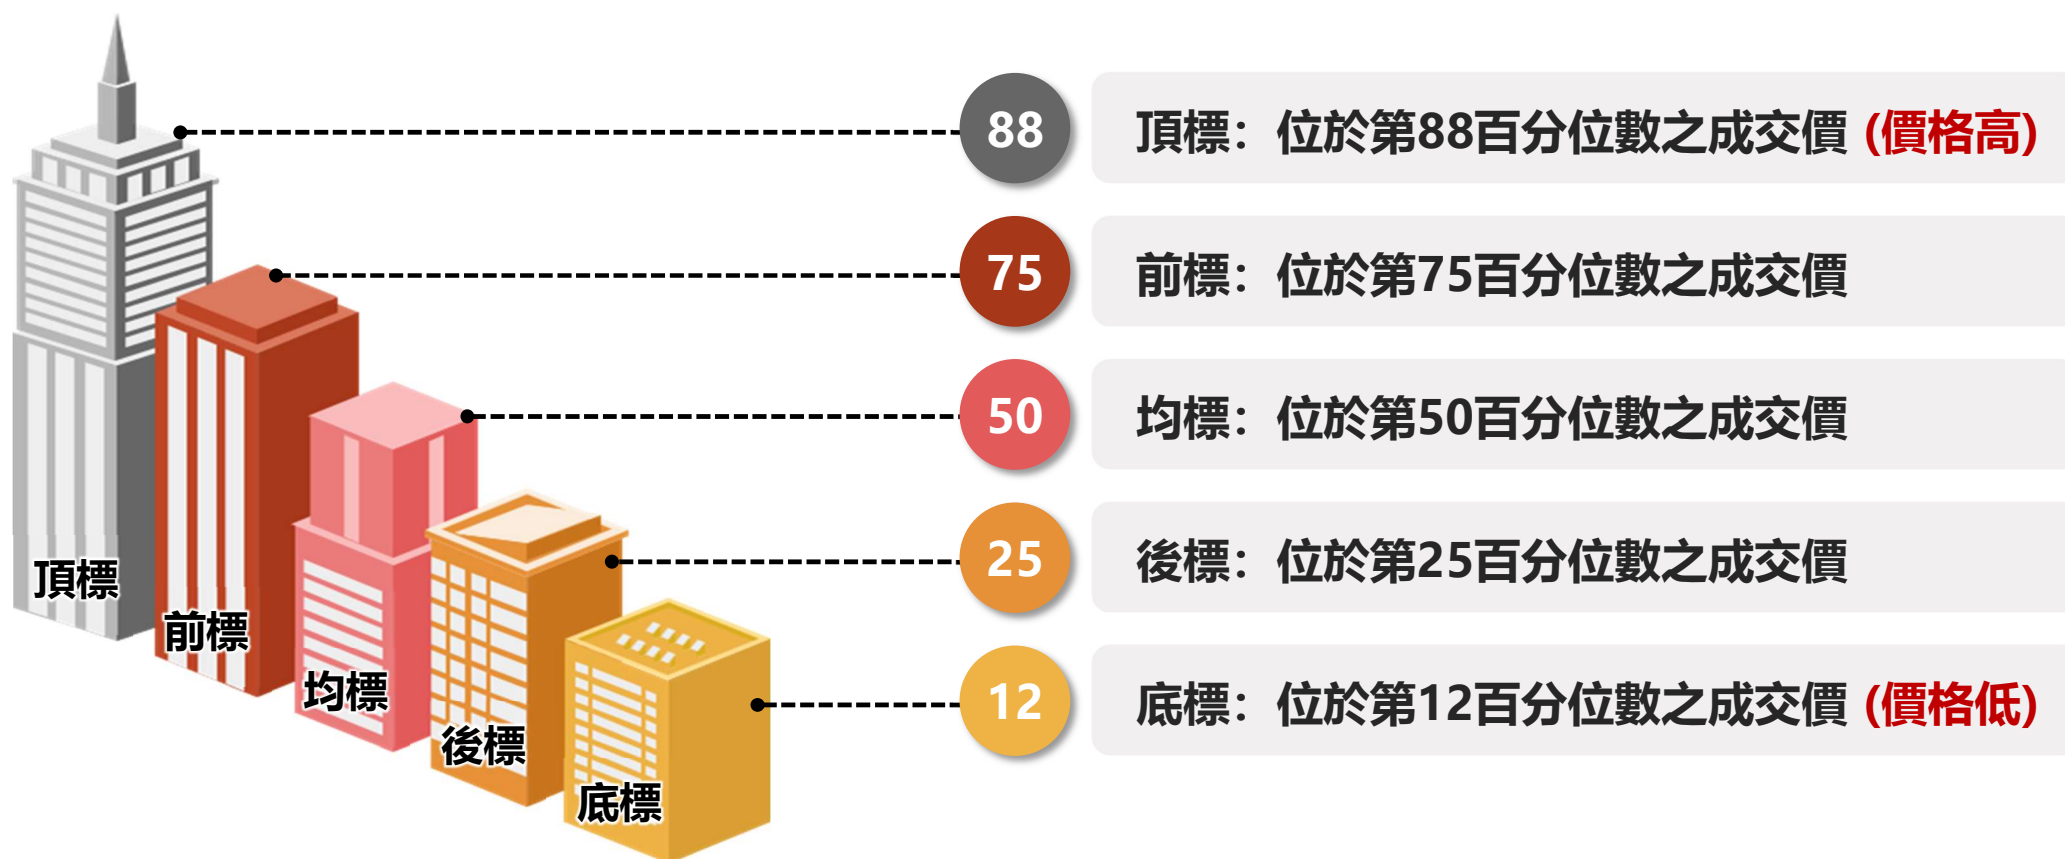 88
頂標：位於第88百分位數之成交價 (價格高)
75
前標：位於第75百分位數之成交價
50
均標：位於第50百分位數之成交價
25
後標：位於第25百分位數之成交價
12
底標：位於第12百分位數之成交價 (價格低)
頂標
前標
均標
後標
底標